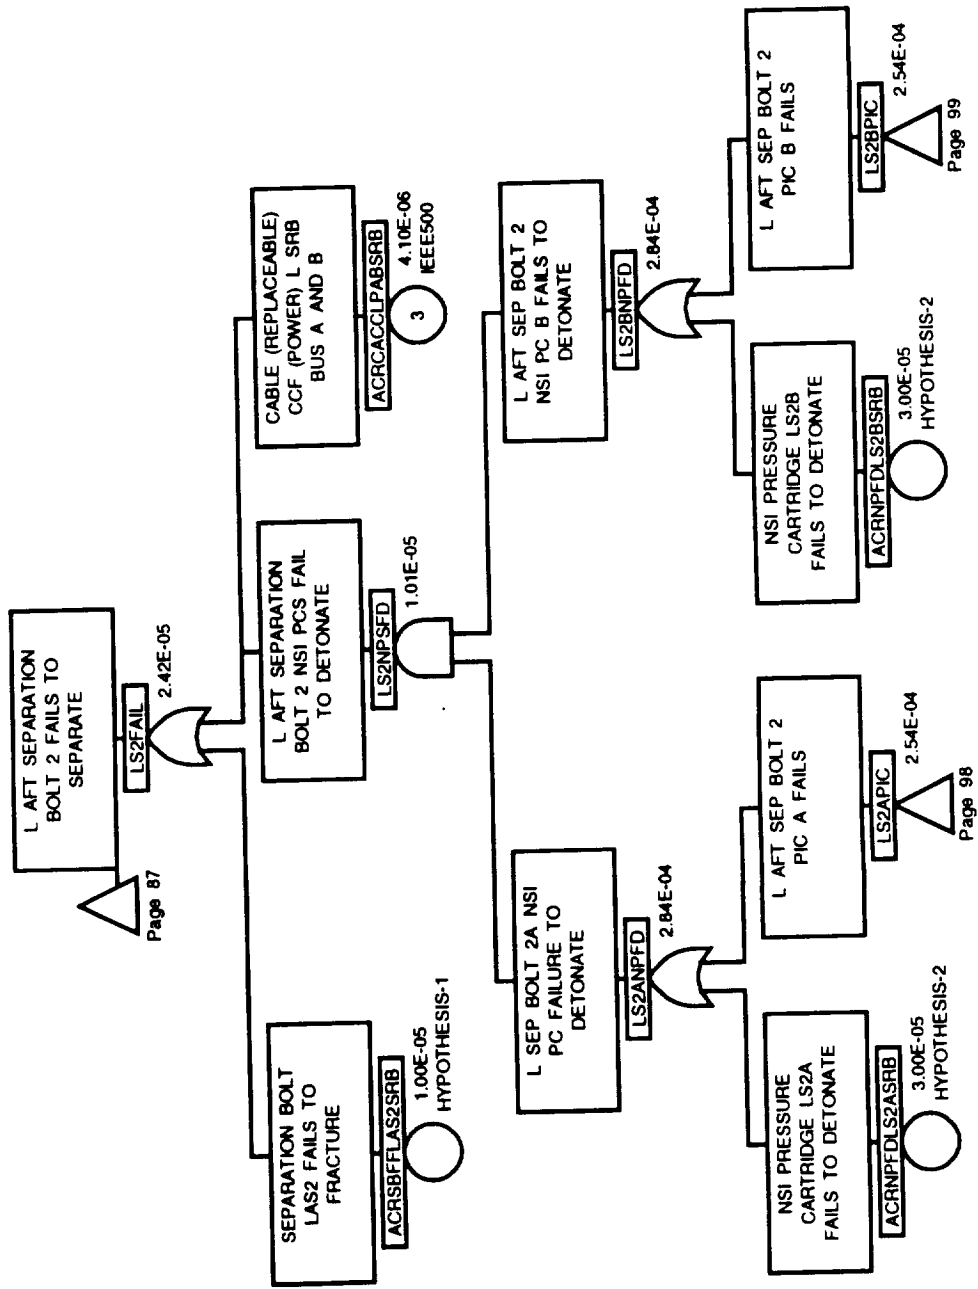 L AFT SEPARATION
BOLT 2 FAILS TO
SEPARATE
LS2FAIL
2.42E-05
Page 87
SEPARATION BOLT
LAS2 FAILS TO
FRACTURE
ACRSBFFLAS2SRB
1.00E-05
HYPOTHESIS-1
L AFT SEPARATION
BOLT 2 NSI PCS FAIL
TO DETONATE
LS2NPSFD
1.01E-05
CABLE (REPLACEABLE)
CCF (POWER) L SRB
BUS A AND B
ACRCACCLPABSRB
4.10E-06
IEEE500
3
L SEP BOLT 2A NSI
PC FAILURE TO
DETONATE
LS2ANPFD
2.84E-04
L AFT SEP BOLT 2
NSI PC B FAILS TO
DETONATE
LS2BNPFD
2.84E-04
NSI PRESSURE
CARTRIDGE LS2A
FAILS TO DETONATE
ACRNPFDLS2ASRB
3.00E-05
HYPOTHESIS-2
L AFT SEP BOLT 2
PIC A FAILS
LS2APIC
2.54E-04
Page 98
NSI PRESSURE
CARTRIDGE LS2B
FAILS TO DETONATE
ACRNPFDLS2BSRB
3.00E-05
HYPOTHESIS-2
L AFT SEP BOLT 2
PIC B FAILS
LS2BPIC
2.54E-04
Page 99